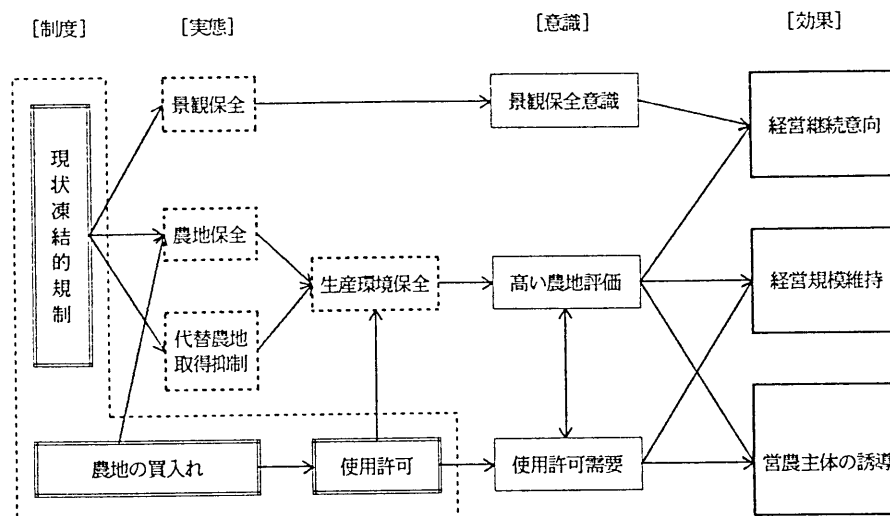 [制度]
[実態]
[意識]
[効果]
現状凍結的規制
景観保全
景観保全意識
経営継続意向
農地保全
生産環境保全
高い農地評価
経営規模維持
代替農地
取得抑制
農地の買入れ
使用許可
使用許可需要
営農主体の誘導